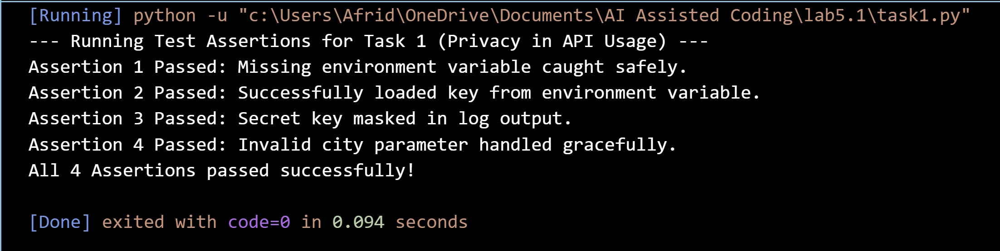 [Running] python -u "c:\Users\Afrid\OneDrive\Documents\AI Assisted Coding\lab5.1\task1.py"
--- Running Test Assertions for Task 1 (Privacy in API Usage) ---
Assertion 1 Passed: Missing environment variable caught safely.
Assertion 2 Passed: Successfully loaded key from environment variable.
Assertion 3 Passed: Secret key masked in log output.
Assertion 4 Passed: Invalid city parameter handled gracefully.
All 4 Assertions passed successfully!
[Done] exited with code=0 in 0.094 seconds